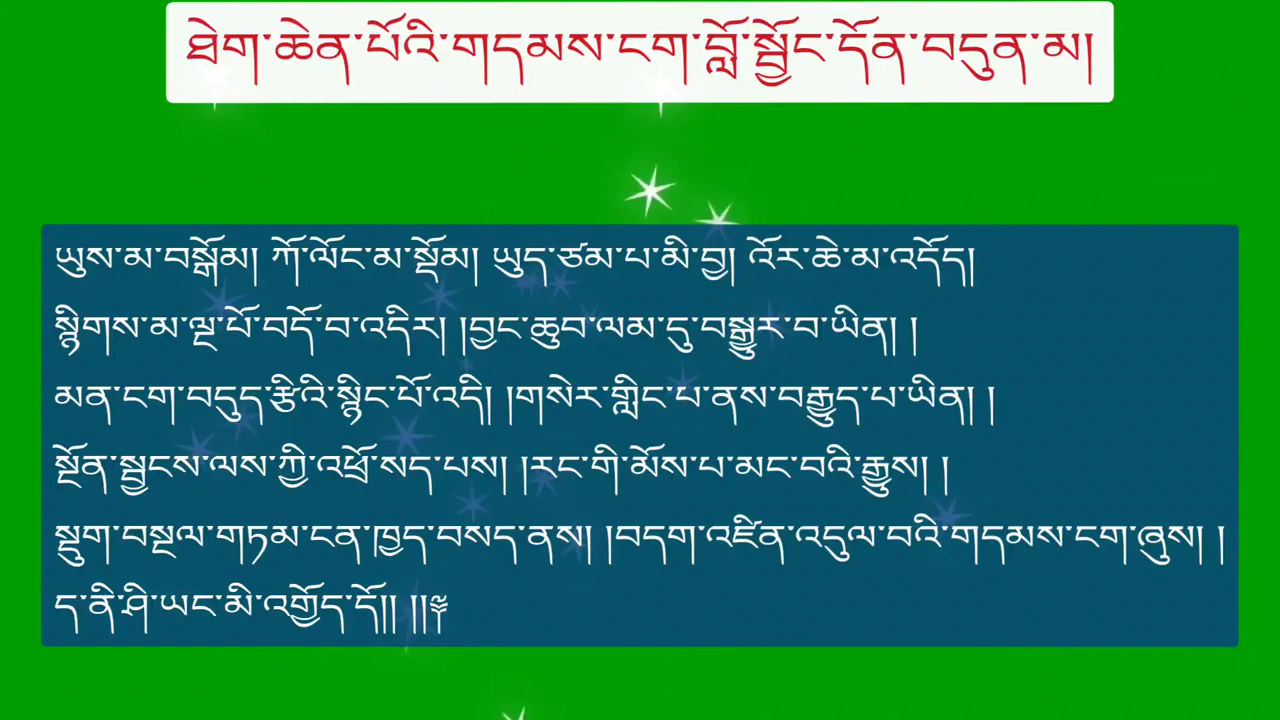 ཐེག་ཆེན་པོའི་གདམས་ངག་བློ་སྦྱོང་དོན་བདུན་མ།
ཡུས་མ་བསྒོམ། ཀོ་ལོང་མ་སྡོམ། ཡུད་ཙམ་པ་མི་བྱ། འོར་ཆེ་མ་འདོད།
སྙིགས་མ་ལྔ་པོ་བདོ་བ་འདིར། །བྱང་ཆུབ་ལམ་དུ་བསྒྱུར་བ་ཡིན། །
མན་ངག་བདུད་རྩིའི་སྙིང་པོ་འདི། །གསེར་གླིང་པ་ནས་བརྒྱུད་པ་ཡིན། །
སྔོན་སྦྱངས་ལས་ཀྱི་འཕྲོ་སད་པས། །རང་གི་མོས་པ་མང་བའི་རྒྱུས། །
སྡུག་བསྔལ་གཏམ་ངན་ཁྱད་བསད་ནས། །བདག་འཛིན་འདུལ་བའི་གདམས་ངག་ཞུས། །
ད་ནི་ཤི་ཡང་མི་འགྱོད་དོ།། །།༈